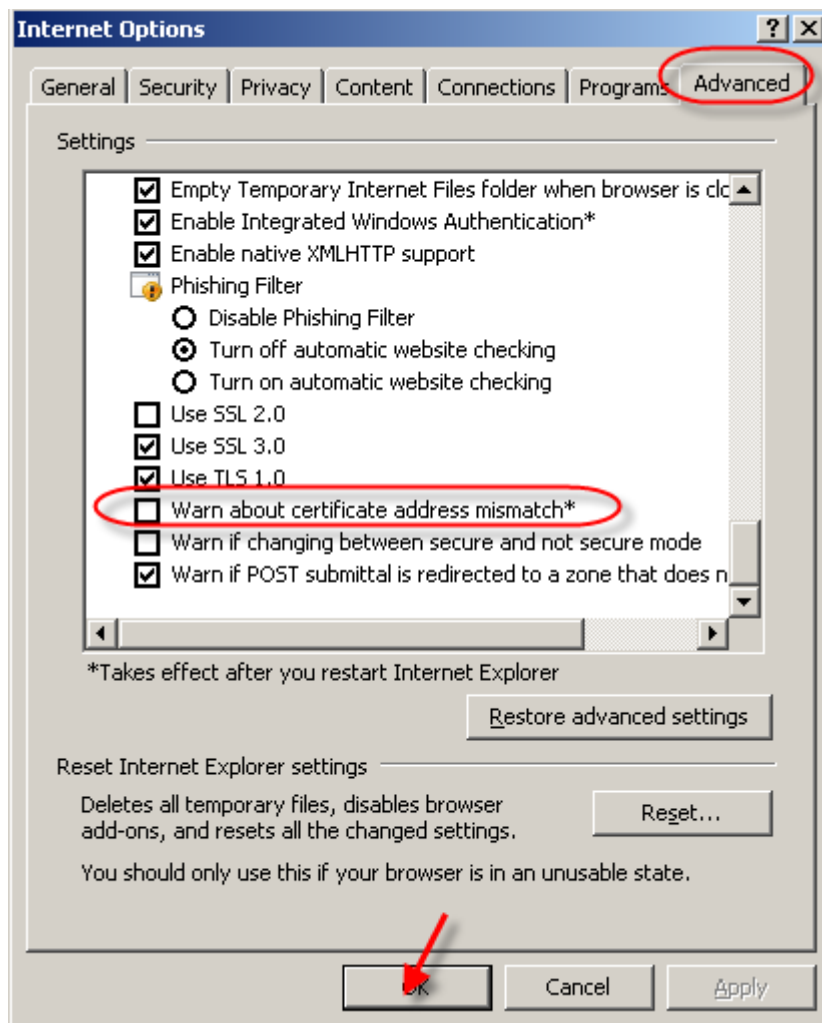 Internet Options
General Security Privacy Content Connections Programs Advanced
Settings
Empty Temporary Internet Files folder when browser is clo
Enable Integrated Windows Authentication*
Enable native XMLHTTP support
Phishing Filter
Disable Phishing Filter
Turn off automatic website checking
Turn on automatic website checking
Use SSL 2.0
Use SSL 3.0
Use TLS 1.0
Warn about certificate address mismatch*
Warn if changing between secure and not secure mode
Warn if POST submittal is redirected to a zone that does n
*Takes effect after you restart Internet Explorer
Restore advanced settings
Reset Internet Explorer settings
Deletes all temporary files, disables browser
add-ons, and resets all the changed settings.
Reset...
You should only use this if your browser is in an unusable state.
OK Cancel Apply